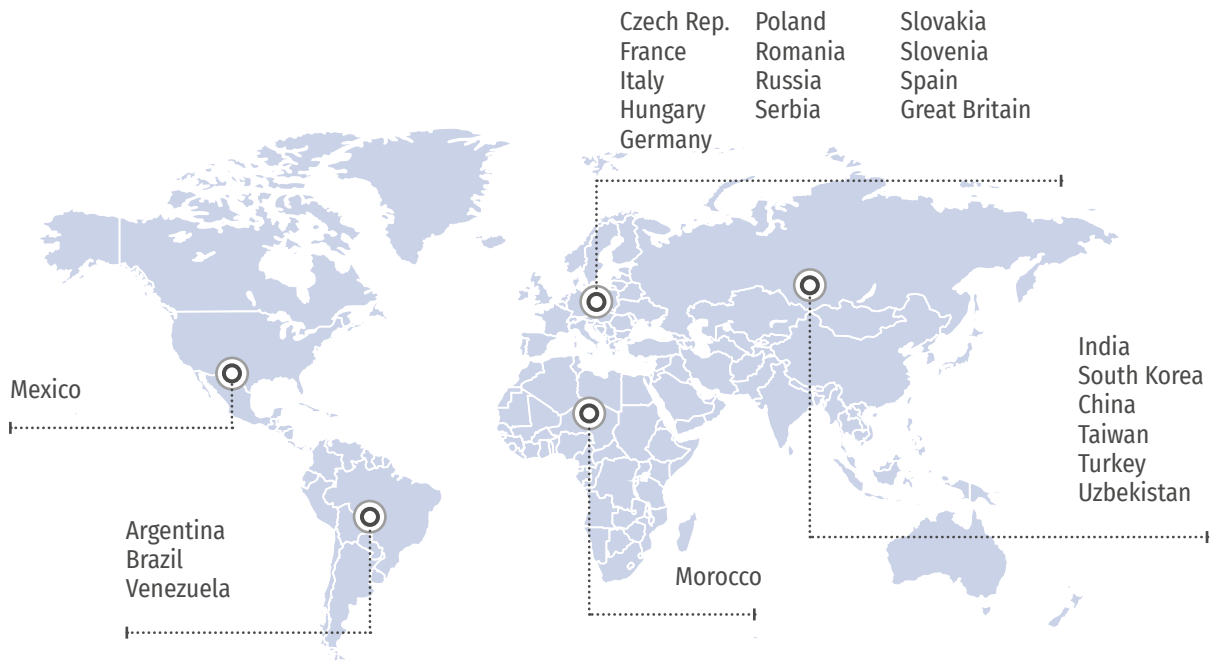 Czech Rep.
France
Italy
Hungary
Germany
Poland
Romania
Russia
Serbia
Slovakia
Slovenia
Spain
Great Britain
Mexico
India
South Korea
China
Taiwan
Turkey
Uzbekistan
Argentina
Brazil
Venezuela
Morocco